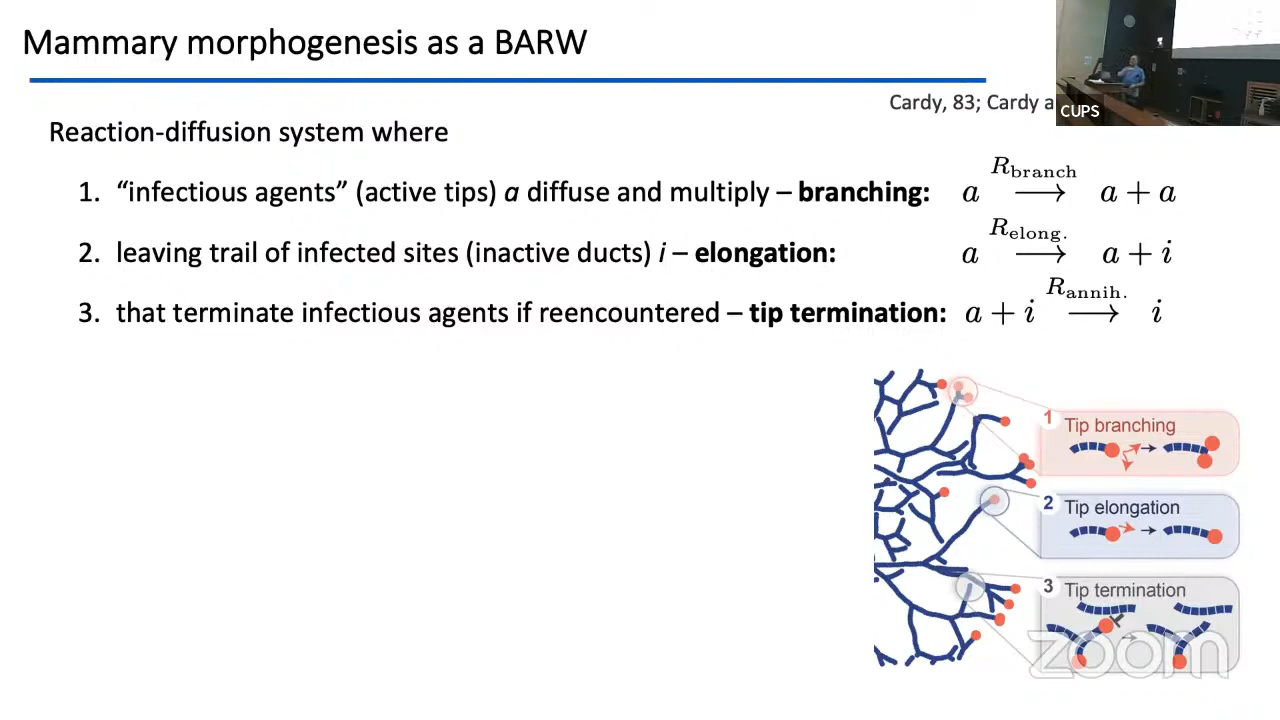 Mammary morphogenesis as a BARW
Cardy, 83; Cardy a
CUPS
Reaction-diffusion system where
1. “infectious agents” (active tips) a diffuse and multiply – branching: a R_branch ⟶ a + a
2. leaving trail of infected sites (inactive ducts) i – elongation: a R_elong. ⟶ a + i
3. that terminate infectious agents if reencountered – tip termination: a + i R_annih. ⟶ i
1 Tip branching
2 Tip elongation
3 Tip termination
zoom